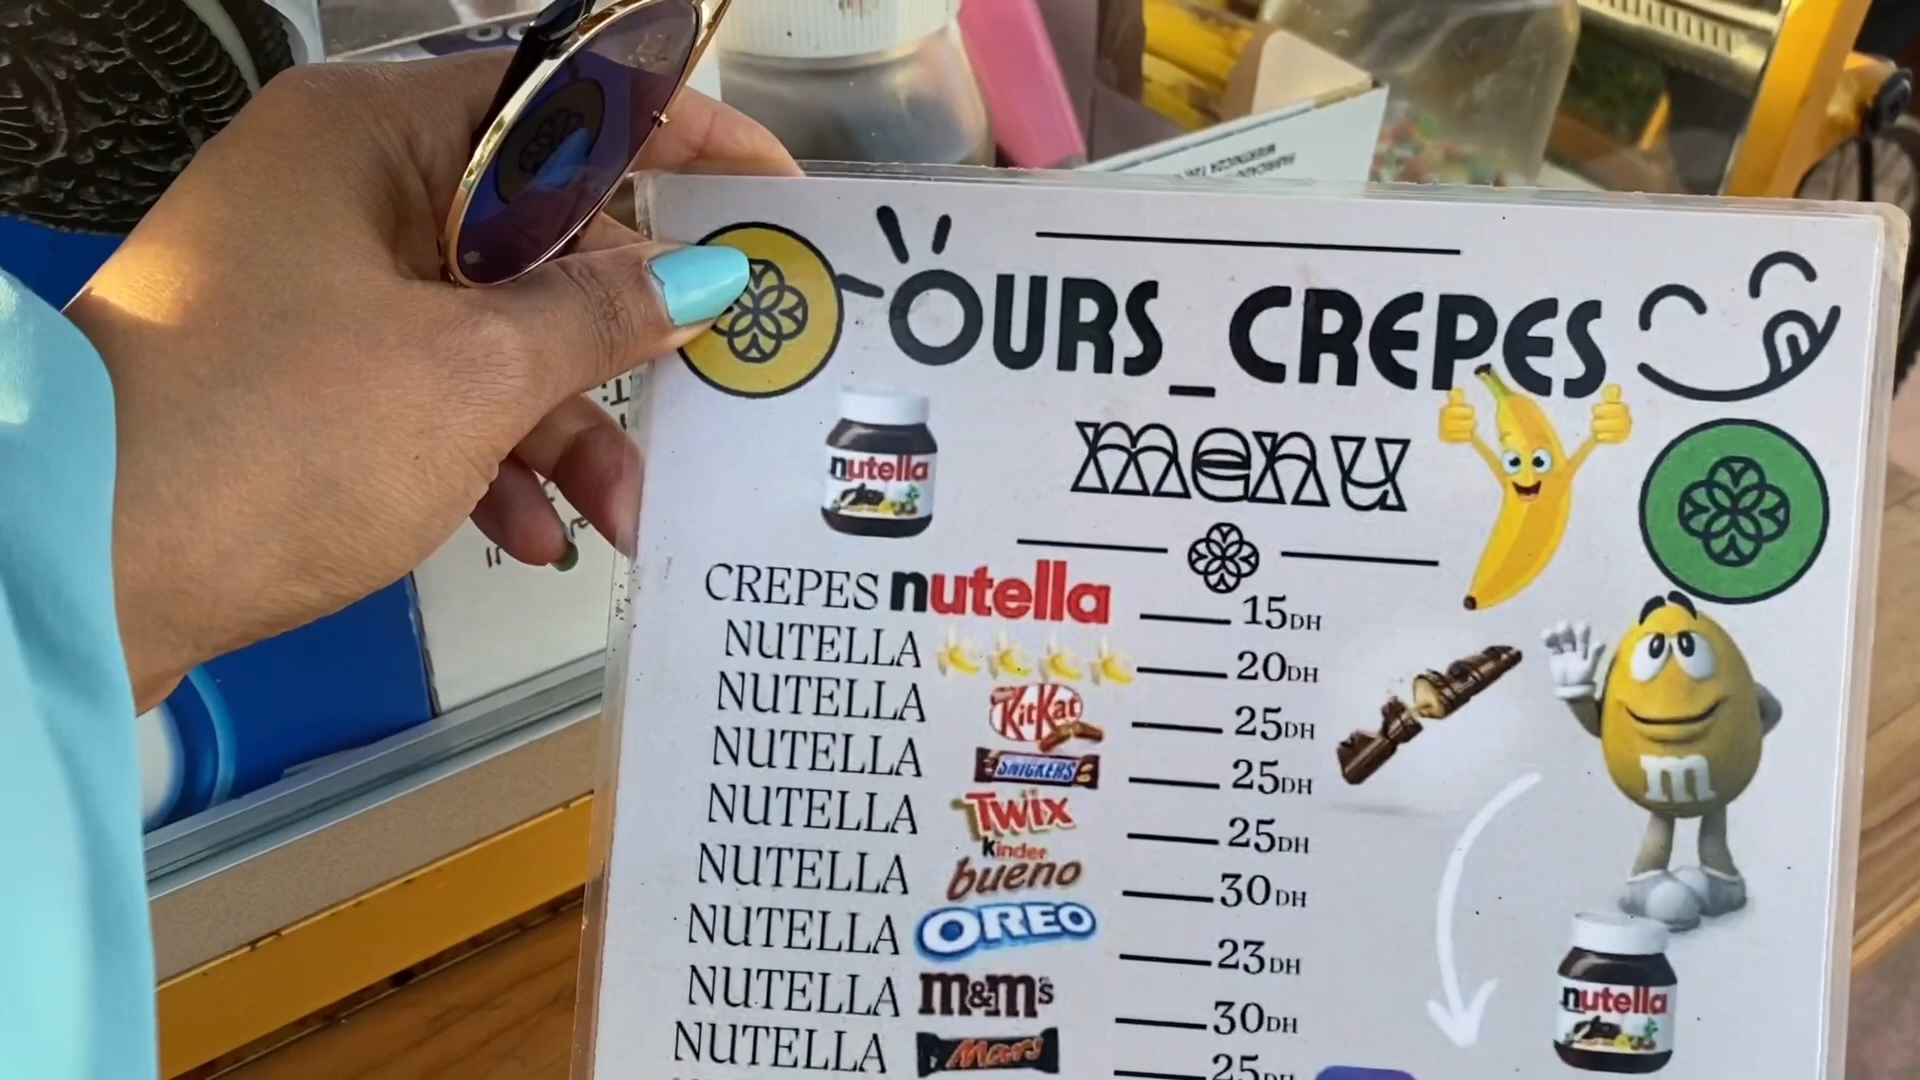 OURS_CREPES
menu
nutella
CREPES nutella 15DH
NUTELLA 20DH
NUTELLA KitKat 25DH
NUTELLA SNICKERS 25DH
NUTELLA Twix 25DH
NUTELLA Kinder bueno 30DH
NUTELLA OREO 23DH
NUTELLA m&m's 30DH
NUTELLA Mars 25DH
m
nutella